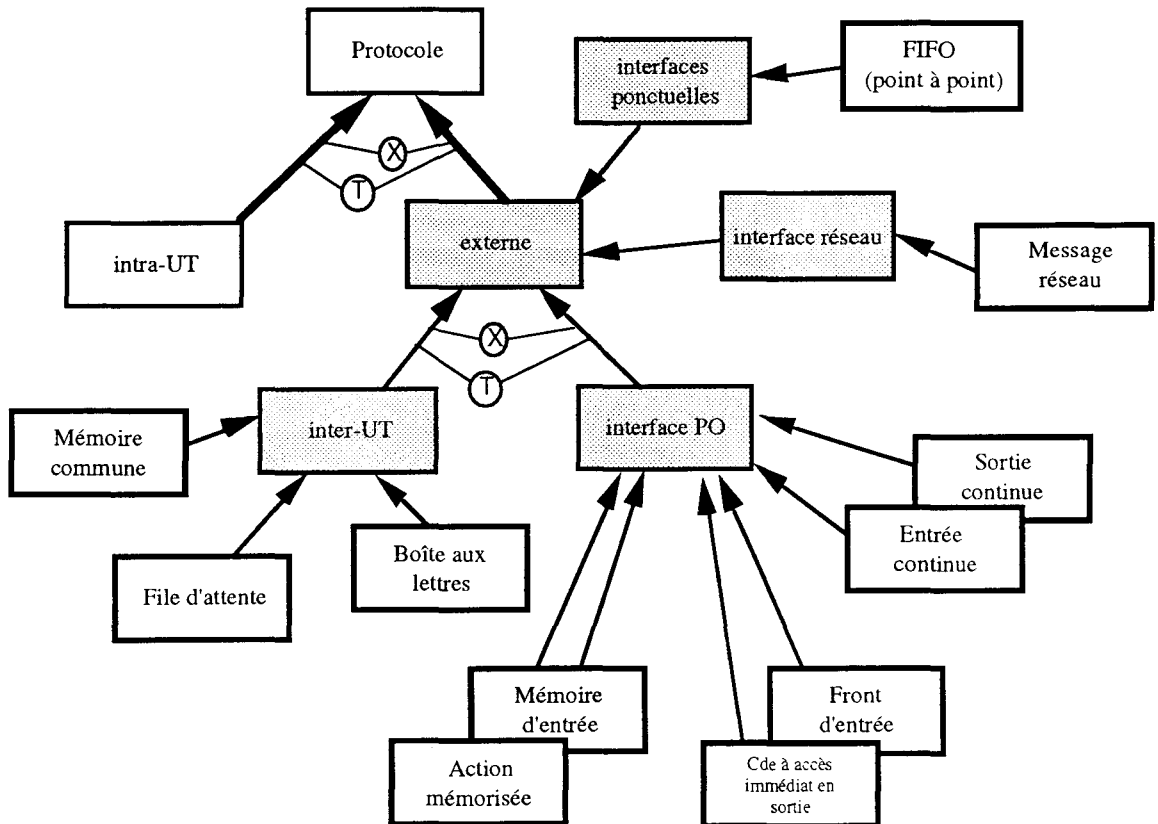 Protocole
interfaces
ponctuelles
FIFO
(point à point)
X
T
intra-UT
externe
interface réseau
Message
réseau
X
T
inter-UT
interface PO
Mémoire
commune
Sortie
continue
Entrée
continue
File d'attente
Boîte aux
lettres
Mémoire
d'entrée
Front
d'entrée
Action
mémorisée
Cde à accès
immédiat en
sortie